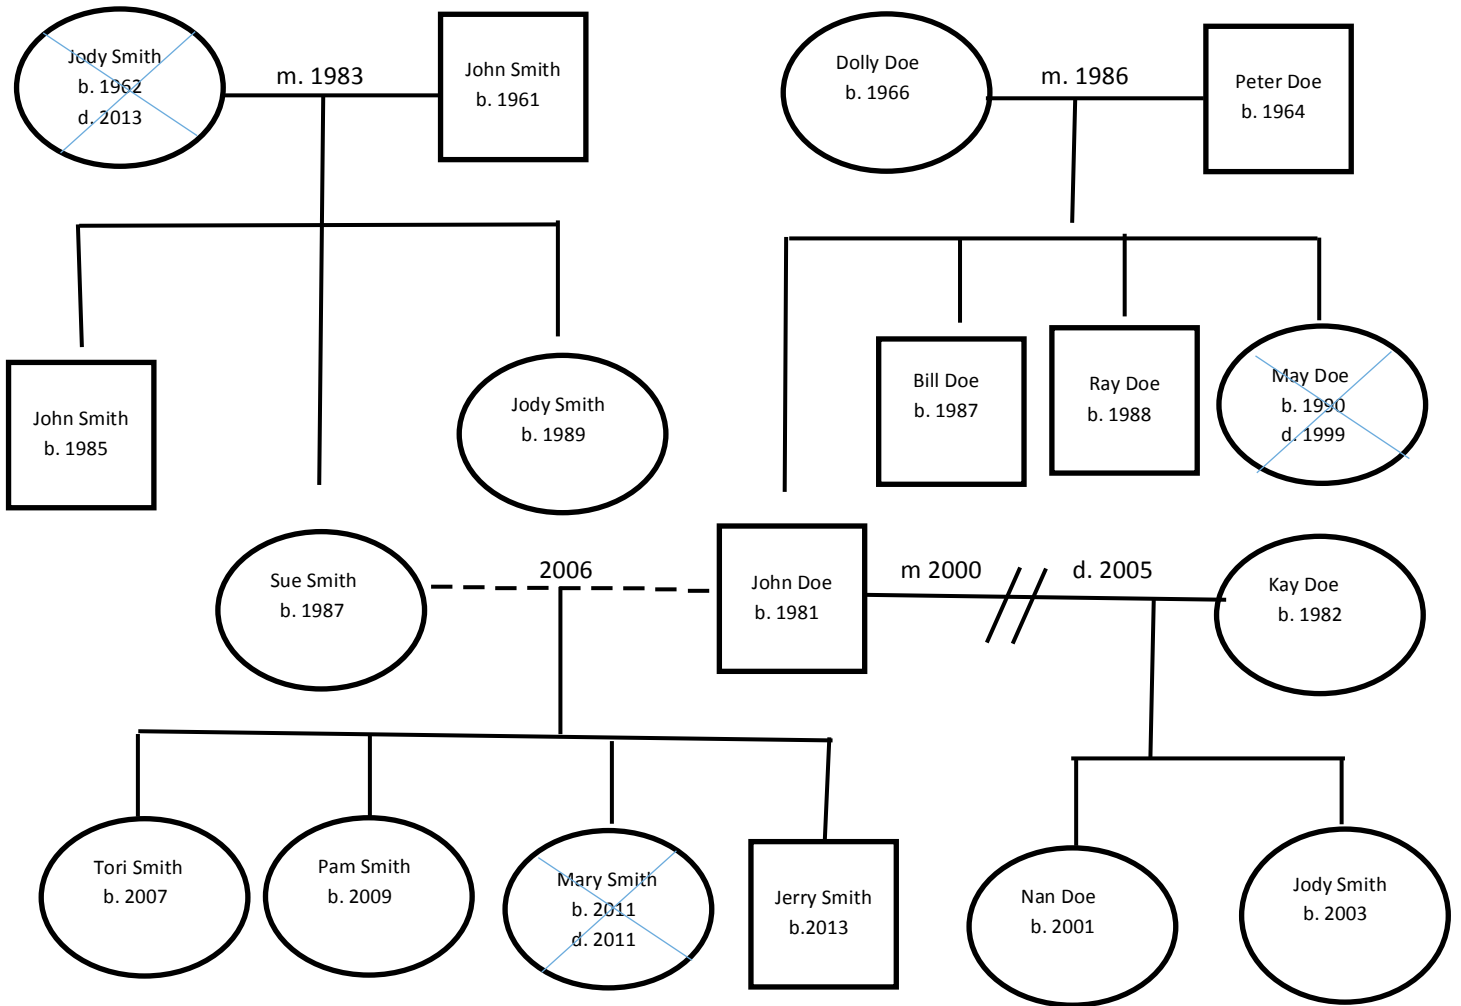 Jody Smith
b. 1962
d. 2013
m. 1983
John Smith
b. 1961
Dolly Doe
b. 1966
m. 1986
Peter Doe
b. 1964
John Smith
b. 1985
Jody Smith
b. 1989
Bill Doe
b. 1987
Ray Doe
b. 1988
May Doe
b. 1990
d. 1999
Sue Smith
b. 1987
2006
John Doe
b. 1981
m 2000
d. 2005
Kay Doe
b. 1982
Tori Smith
b. 2007
Pam Smith
b. 2009
Mary Smith
b. 2011
d. 2011
Jerry Smith
b.2013
Nan Doe
b. 2001
Jody Smith
b. 2003